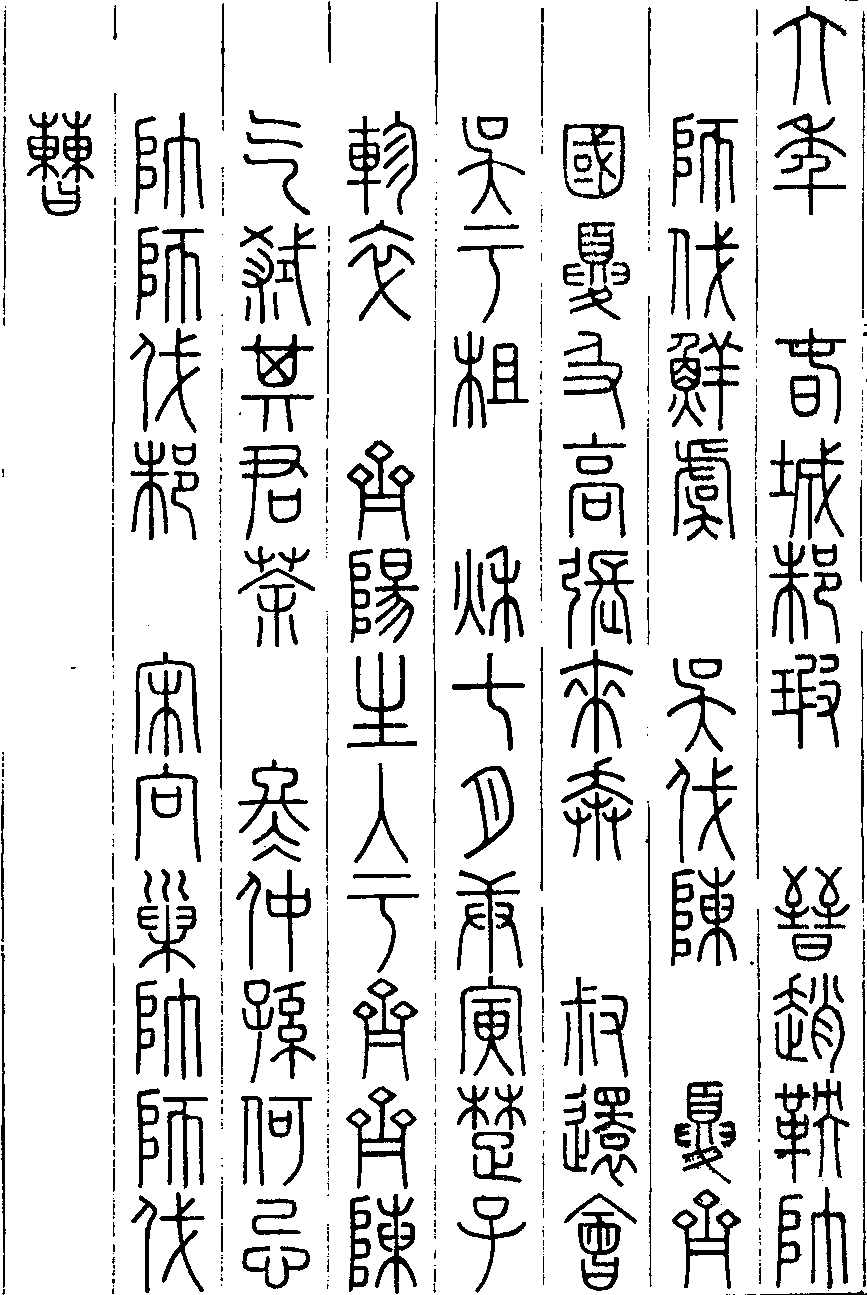 六年　春城邾瑕　晉趙鞅帥
師伐鮮虞　吳伐陳　夏齊
國夏及高張來奔　叔還會
吳于柤　秋七月庚寅楚子
軫卒　齊陽生入于齊齊陳
乞弒其君荼　冬仲孫何忌
帥師伐邾　宋向巢帥師伐
曹